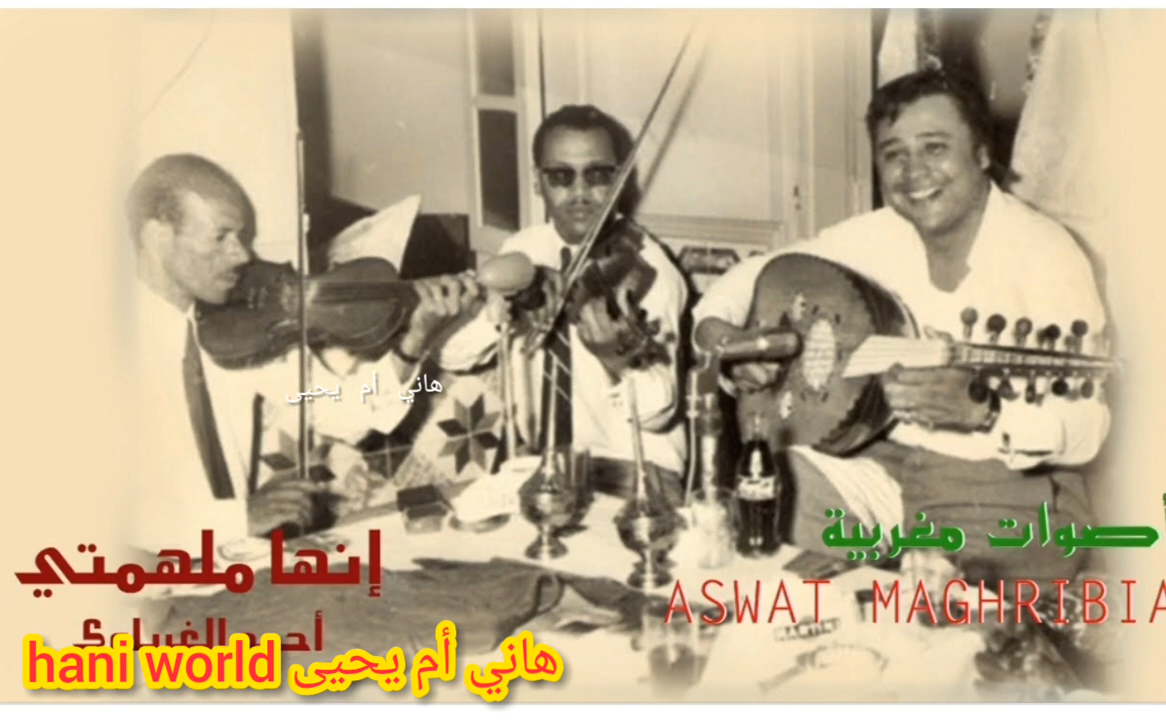 هاني أم يحيى
أصوات مغربية
إنها ملهمتي
ASWAT MAGHRIBIA
hani world هاني أم يحيى